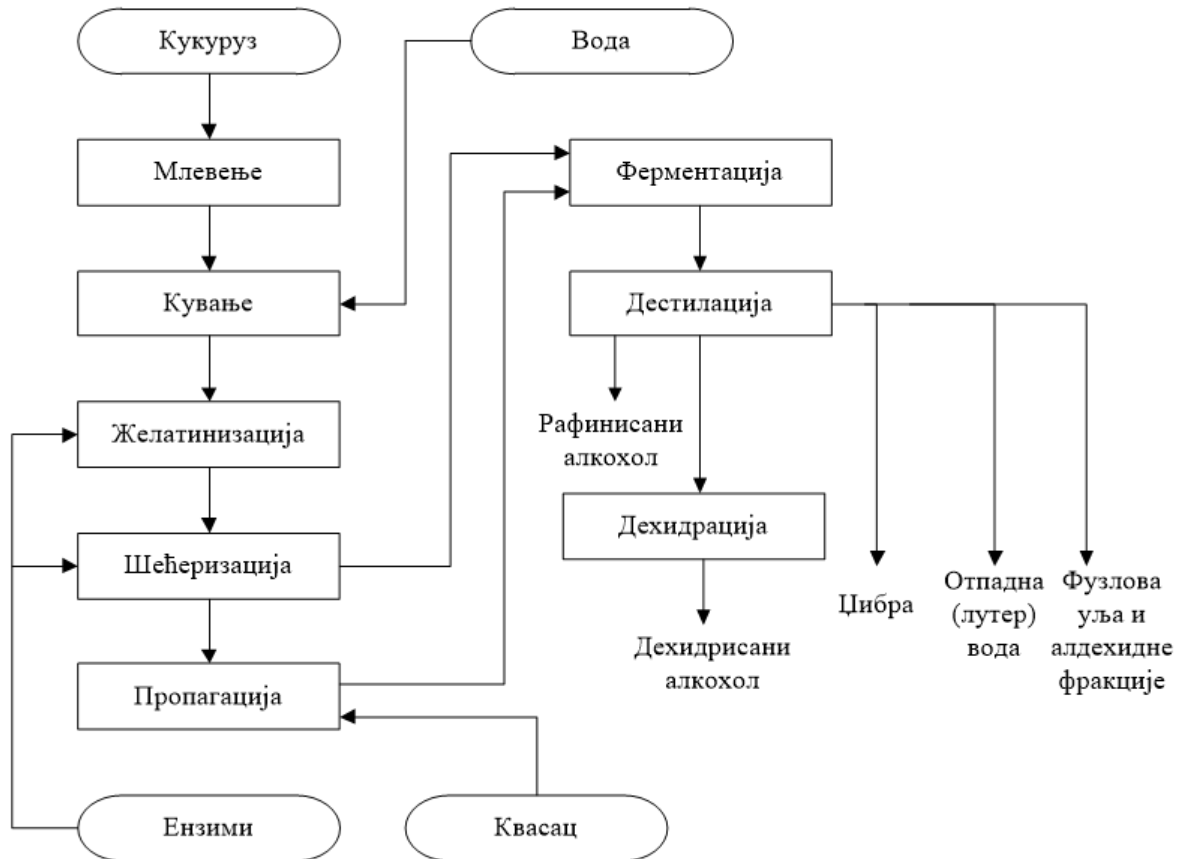 Кукуруз
Вода
Млевење
Ферментација
Кување
Дестилација
Желатинизација
Рафинисани
алкохол
Дехидрација
Шећеризација
Џибра
Отпадна
(лутер)
вода
Фузлова
уља и
алдехидне
фракције
Дехидрисани
алкохол
Пропагација
Ензими
Квасац